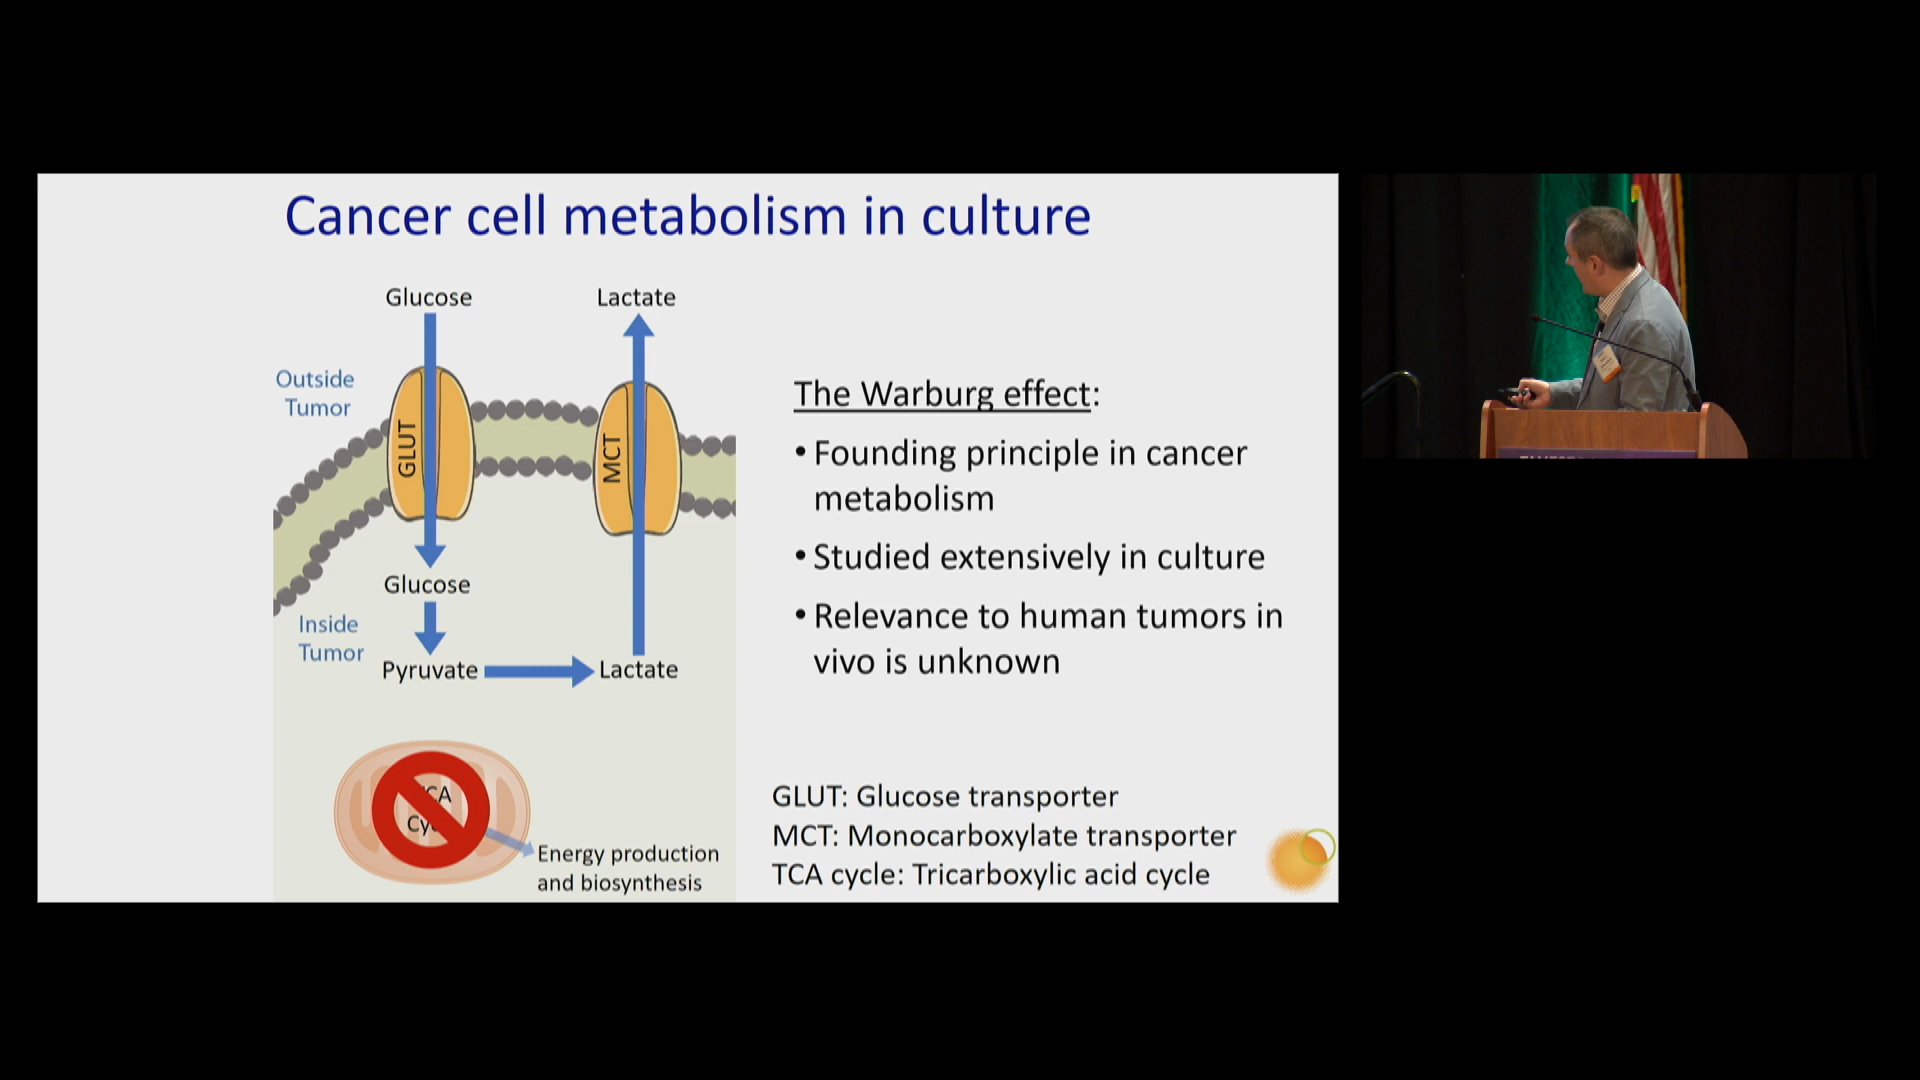 Cancer cell metabolism in culture
Glucose
Lactate
Outside
Tumor
GLUT
MCT
Glucose
Inside
Tumor
Pyruvate
Lactate
Energy production
and biosynthesis
The Warburg effect:
• Founding principle in cancer
metabolism
• Studied extensively in culture
• Relevance to human tumors in
vivo is unknown
GLUT: Glucose transporter
MCT: Monocarboxylate transporter
TCA cycle: Tricarboxylic acid cycle